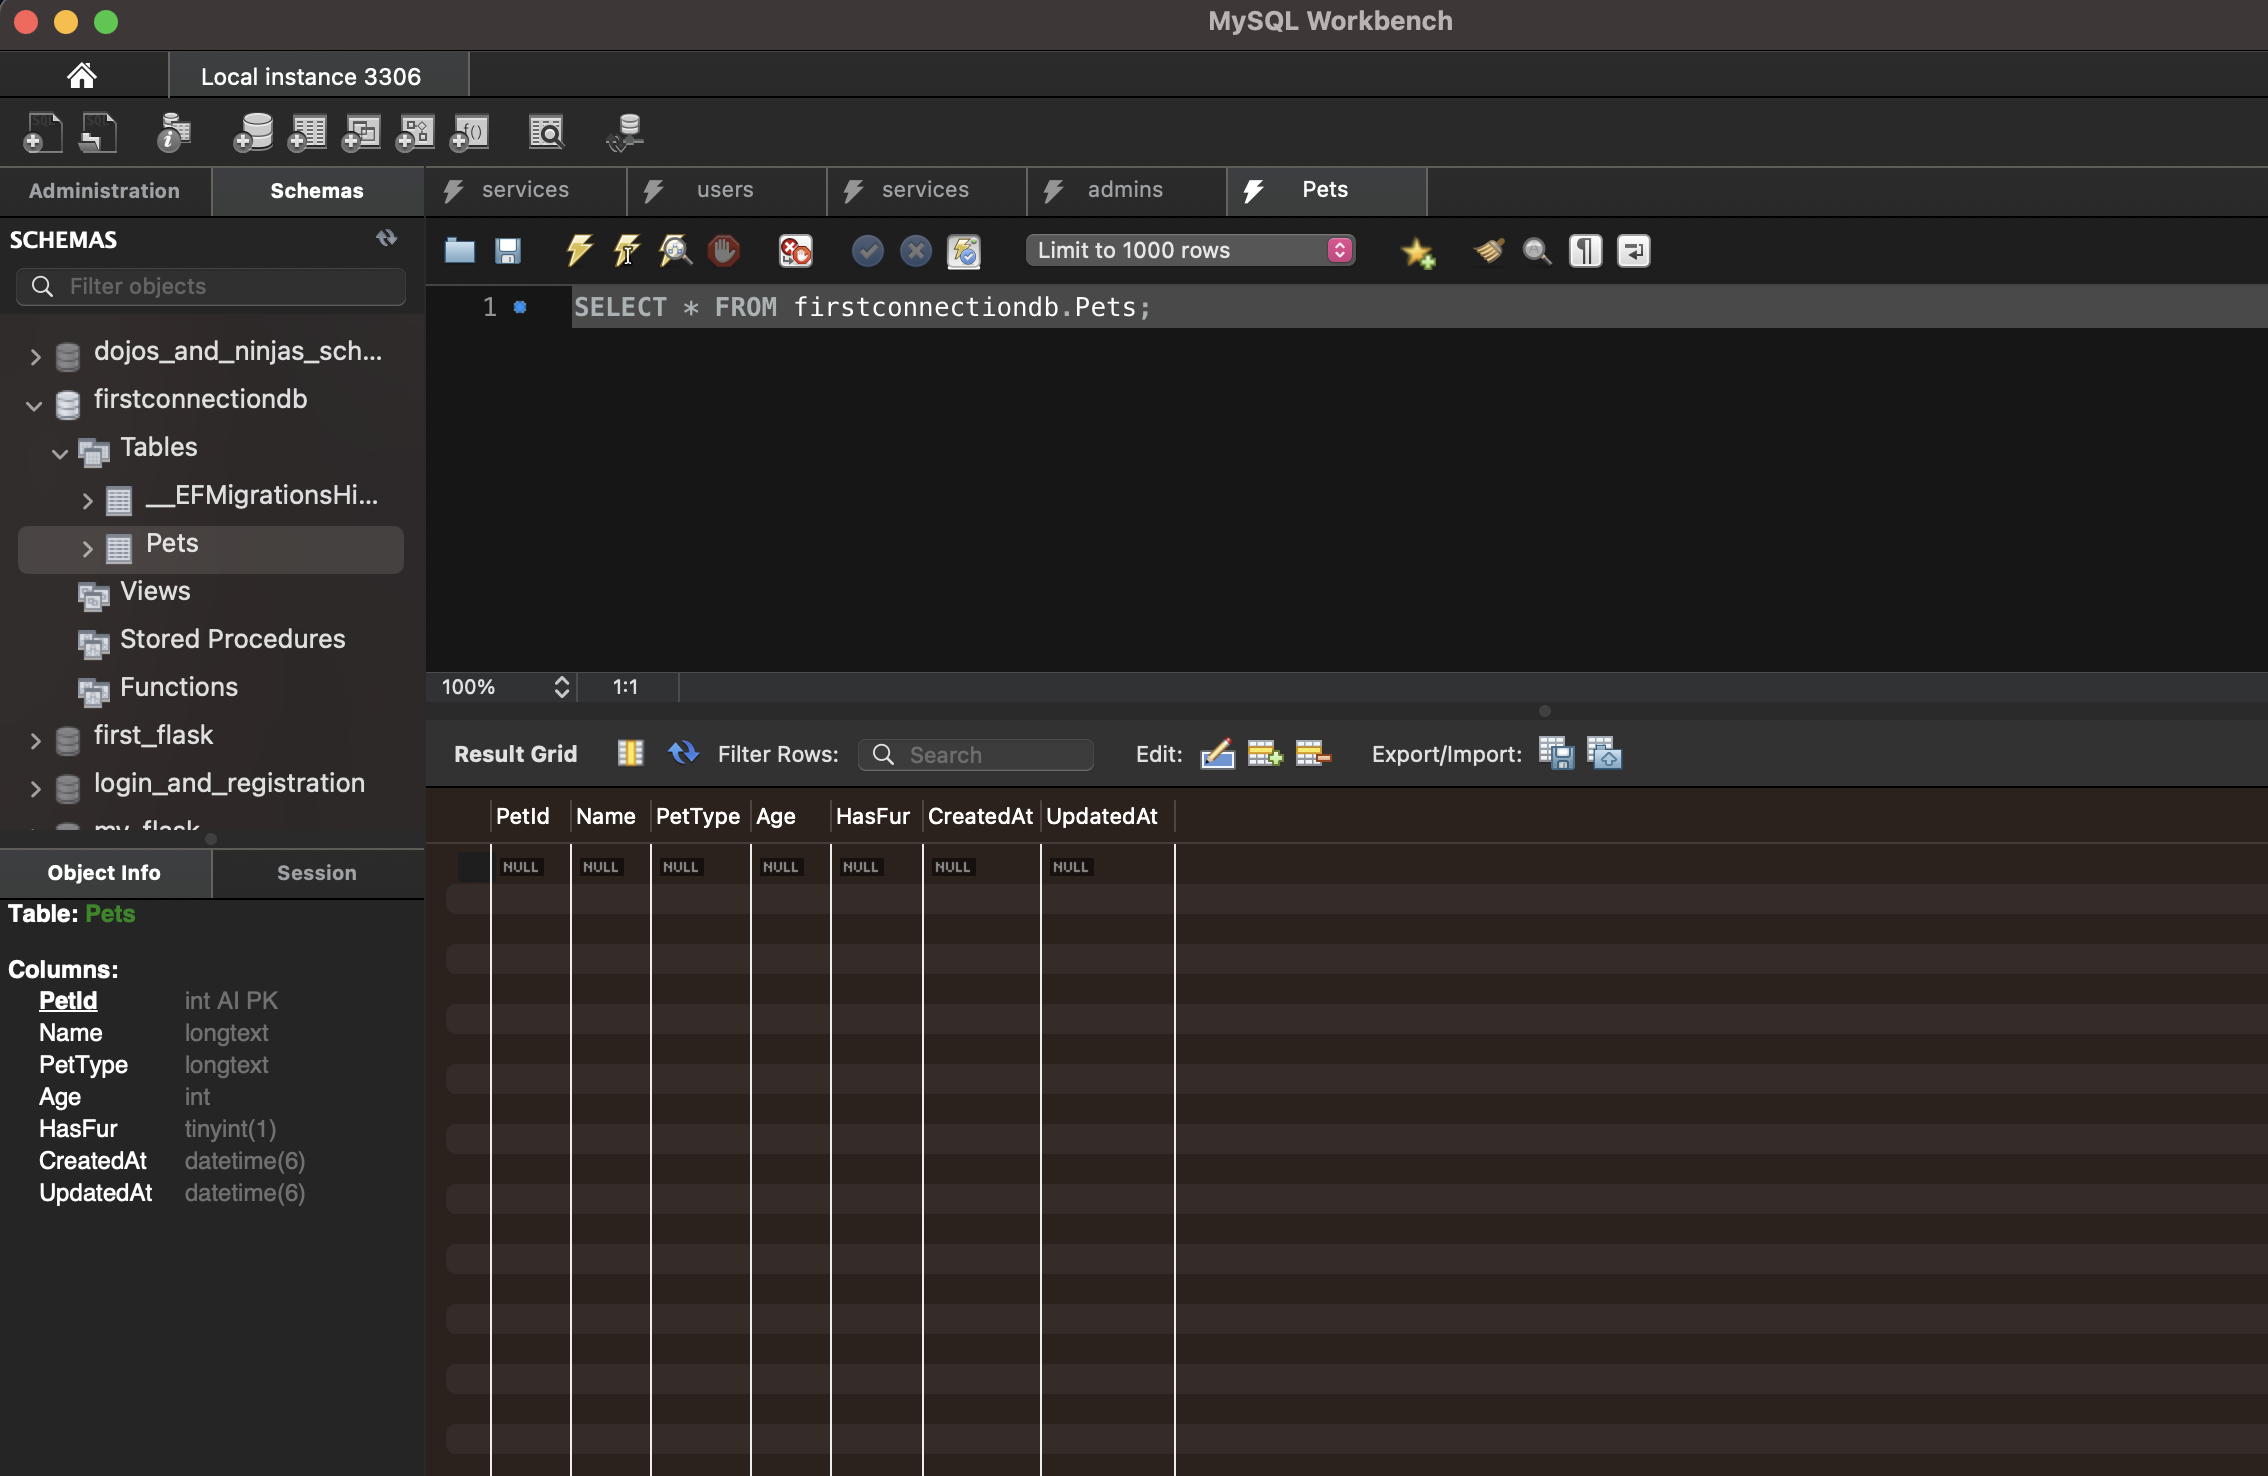 MySQL Workbench
Local instance 3306
Administration
Schemas
services
users
services
admins
Pets
SCHEMAS
Filter objects
Limit to 1000 rows
1
SELECT * FROM firstconnectiondb.Pets;
dojos_and_ninjas_sch...
firstconnectiondb
Tables
__EFMigrationsHi...
Pets
Views
Stored Procedures
Functions
first_flask
login_and_registration
my_flask
100%
1:1
Result Grid
Filter Rows:
Search
Edit:
Export/Import:
PetId Name PetType Age HasFur CreatedAt UpdatedAt
NULL NULL NULL NULL NULL NULL NULL
Object Info
Session
Table: Pets
Columns:
PetId int AI PK
Name longtext
PetType longtext
Age int
HasFur tinyint(1)
CreatedAt datetime(6)
UpdatedAt datetime(6)